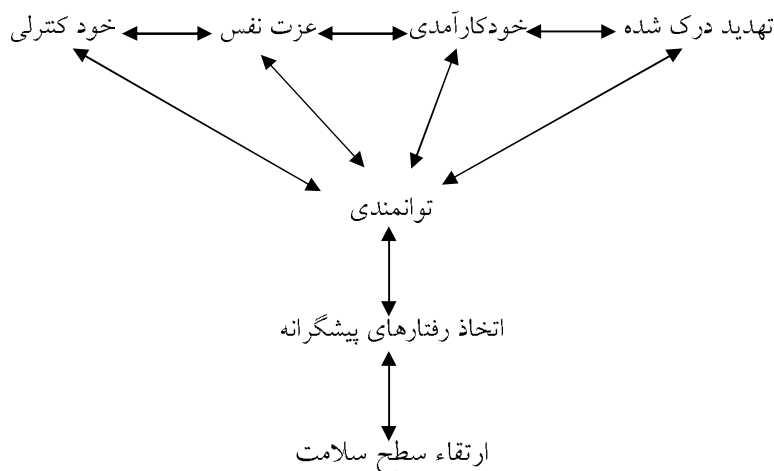 تهدید درک شده خودکارآمدی عزت نفس خود کنترلی
توانمندی
اتخاذ رفتارهای پیشگرانه
ارتقاء سطح سلامت